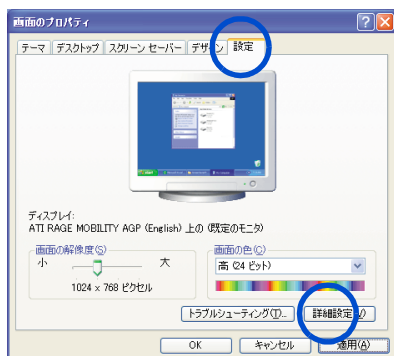 画面のプロパティ
テーマ デスクトップ スクリーン セーバー デザイン 設定
ディスプレイ:
ATI RAGE MOBILITY AGP (English) 上の (既定のモニタ)
画面の解像度(S) 画面の色(C)
小 大 高 (24 ビット)
1024 x 768 ピクセル
トラブルシューティング(T)... 詳細設定(V)
OK キャンセル 適用(A)